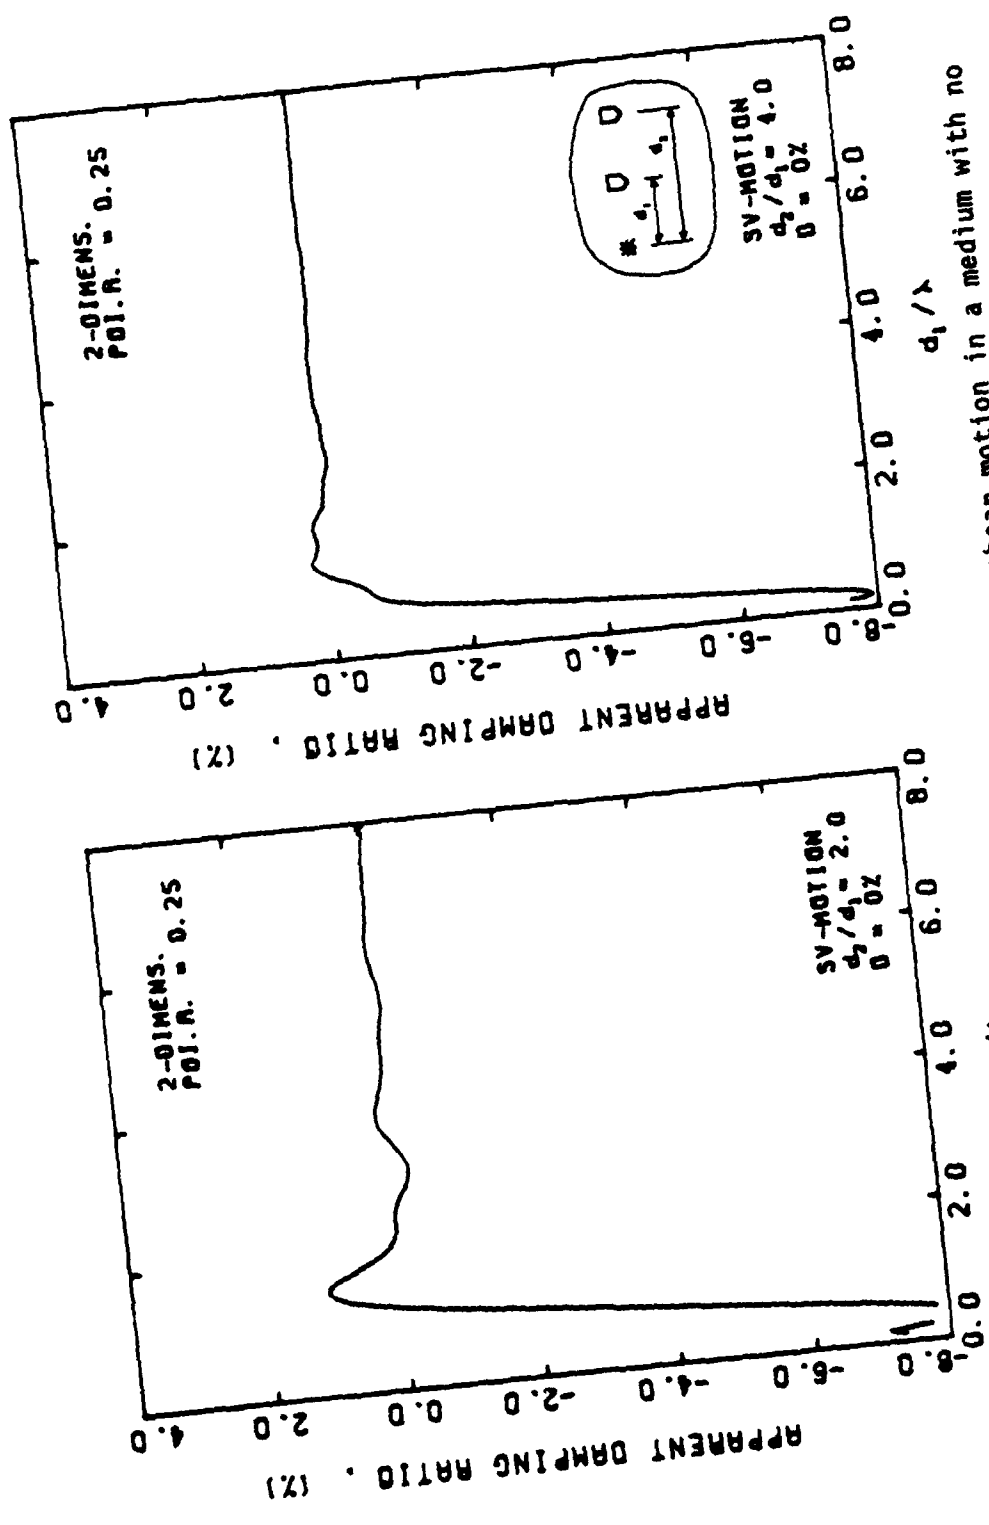 2-DIMENS.
POI.R. = 0.25
4.0
2.0
0.0
-2.0
-4.0
-6.0
-8.0
APPARENT DAMPING RATIO . (%)
* d₁ d₂
SV-MOTION
d₂/d₁ = 4.0
D = 0%
0.0 2.0 4.0 6.0 8.0
d₁/λ
motion in a medium with no
2-DIMENS.
POI.R. = 0.25
4.0
2.0
0.0
-2.0
-4.0
-6.0
-8.0
APPARENT DAMPING RATIO . (%)
SV-MOTION
d₂/d₁ = 2.0
D = 0%
0.0 2.0 4.0 6.0 8.0